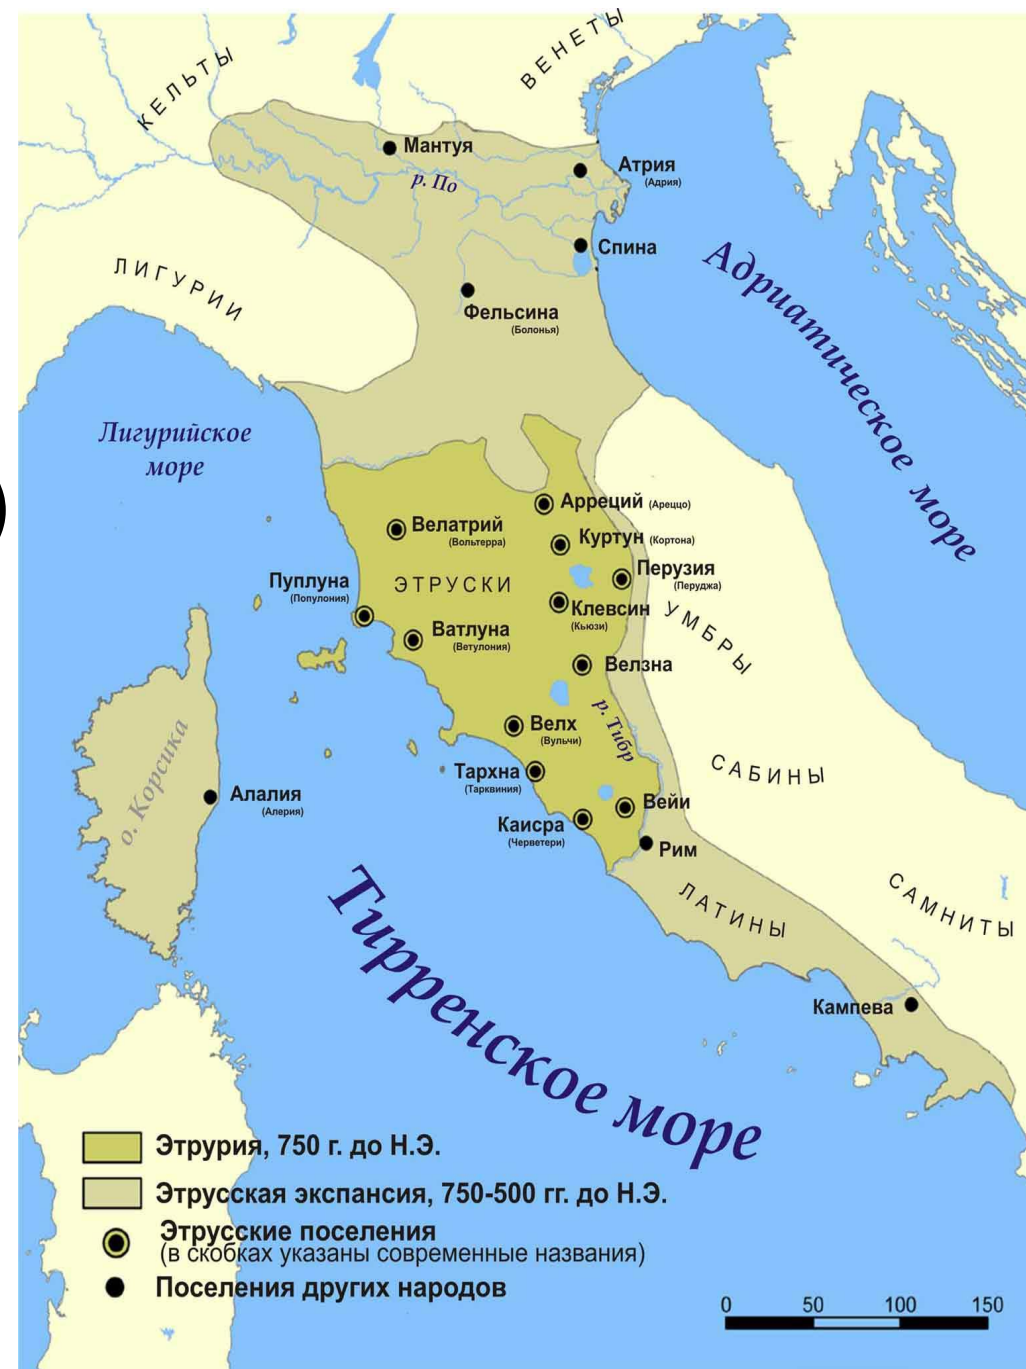 КЕЛЬТЫ
ВЕНЕТЫ
Мантуя
р. По
Атрия
(Адрия)
Спина
ЛИГУРИИ
Фельсина
(Болонья)
Адриатическое море
Лигурийское
море
Арреций (Ареццо)
Велатрий
(Вольтерра)
Куртун (Кортона)
Перузия
(Перуджа)
ЭТРУСКИ
Пуплуна
(Популония)
Клевсин
(Кьюзи)
УМБРЫ
Ватлуна
(Ветулония)
Велзна
р. Тибр
Велх
(Вульчи)
о. Корсика
Тархна
(Тарквиния)
САБИНЫ
Алалия
(Алерия)
Вейи
Каисра
(Черветери)
Рим
ЛАТИНЫ
САМНИТЫ
Тирренское море
Кампева
Этрурия, 750 г. до Н.Э.
Этрусская экспансия, 750-500 гг. до Н.Э.
Этрусские поселения
(в скобках указаны современные названия)
Поселения других народов
0 50 100 150